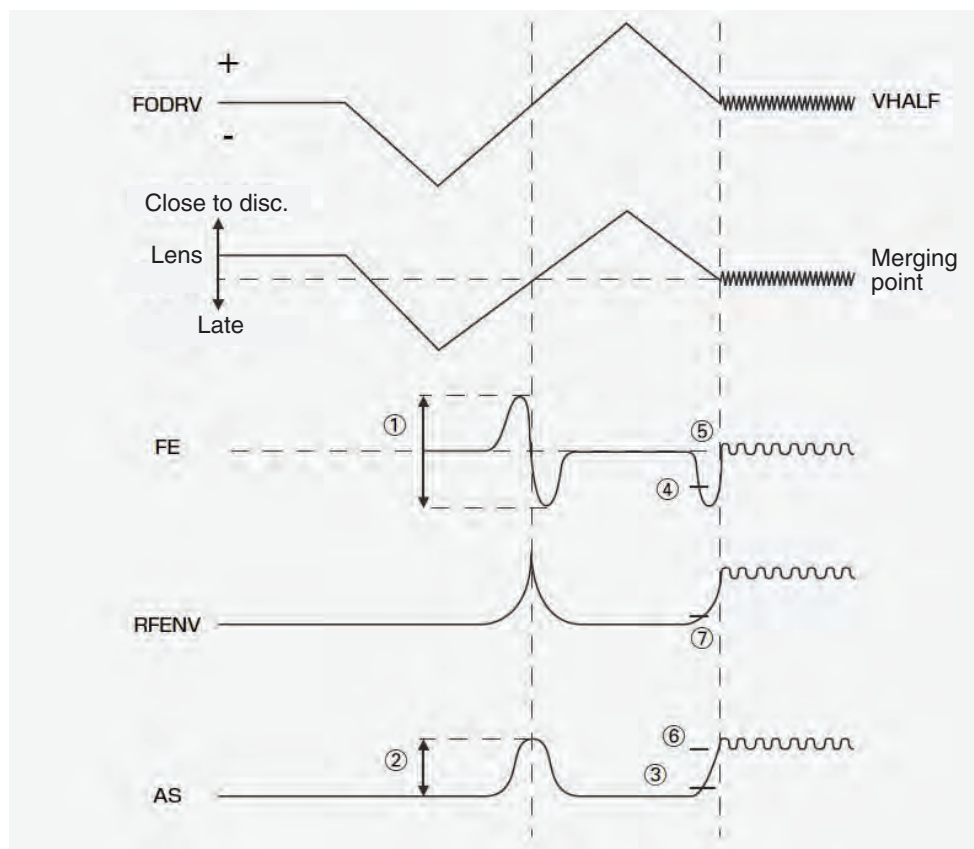 +
FODRV
VHALF
-
Close to disc.
Lens
Merging
point
Late
①
FE
⑤
④
RFENV
⑦
②
⑥
③
AS